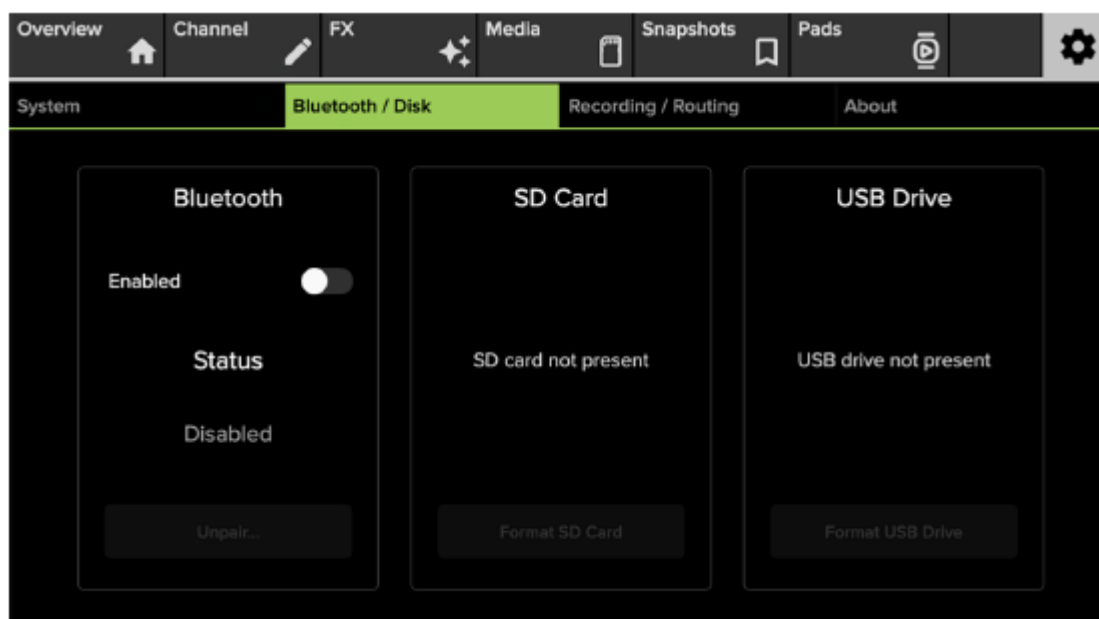 Overview Channel FX Media Snapshots Pads
System Bluetooth / Disk Recording / Routing About
Bluetooth SD Card USB Drive
Enabled
Status SD card not present USB drive not present
Disabled
Unpair... Format SD Card Format USB Drive